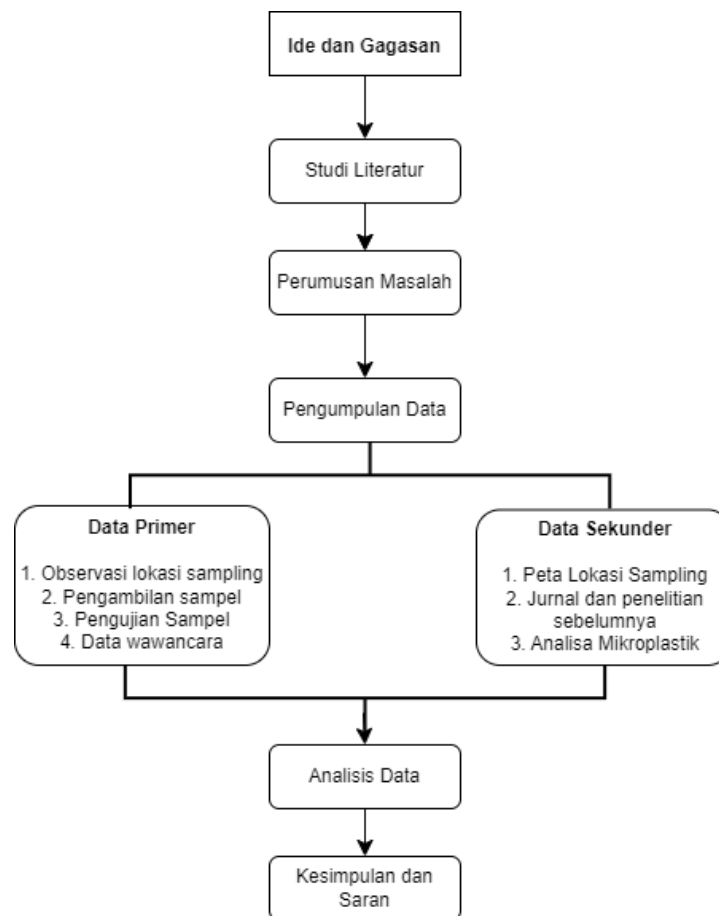 Ide dan Gagasan
Studi Literatur
Perumusan Masalah
Pengumpulan Data
Data Primer
1. Observasi lokasi sampling
2. Pengambilan sampel
3. Pengujian Sampel
4. Data wawancara
Data Sekunder
1. Peta Lokasi Sampling
2. Jurnal dan penelitian
sebelumnya
3. Analisa Mikroplastik
Analisis Data
Kesimpulan dan
Saran